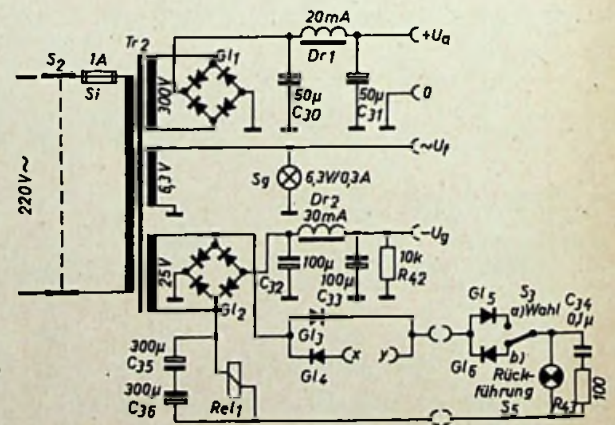 S2
1A
Si
Tr2
220V~
300V
6,3V
25V
Gl1
20mA
Dr1
50µ
C30
50µ
C31
+Ua
0
~Uf
Sg
6,3V/0,3A
Dr2
30mA
-Ug
Gl2
100µ
C32
100µ
C33
10k
R42
Gl3
Gl4
x
y
Gl5
Gl6
S3
a)Wahl
b)
Rück-
führung
S5
C34
0,1µ
100
R43
300µ
C35
300µ
C36
Rel1